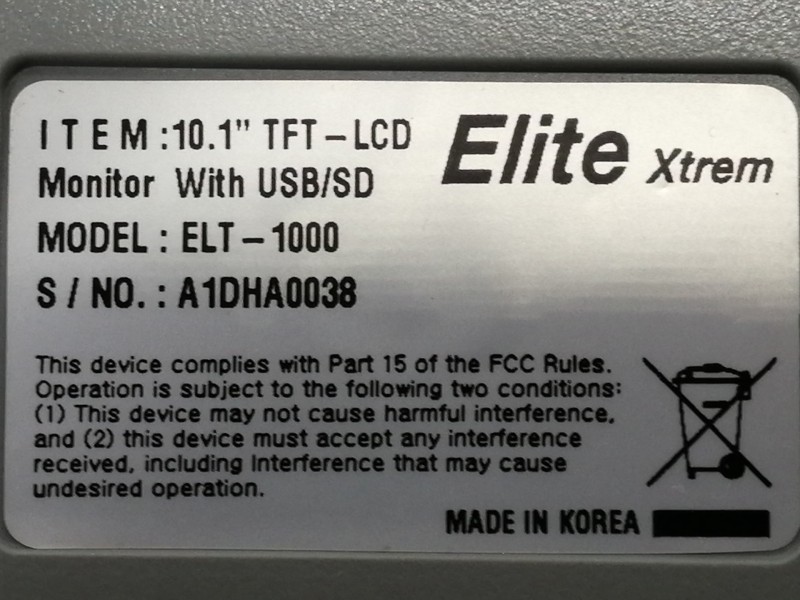 I T E M :10.1" TFT – LCD
Monitor With USB/SD
MODEL : ELT – 1000
S / NO. : A1DHA0038
Elite Xtrem
This device complies with Part 15 of the FCC Rules.
Operation is subject to the following two conditions:
(1) This device may not cause harmful interference,
and (2) this device must accept any interference
received, including Interference that may cause
undesired operation.
MADE IN KOREA